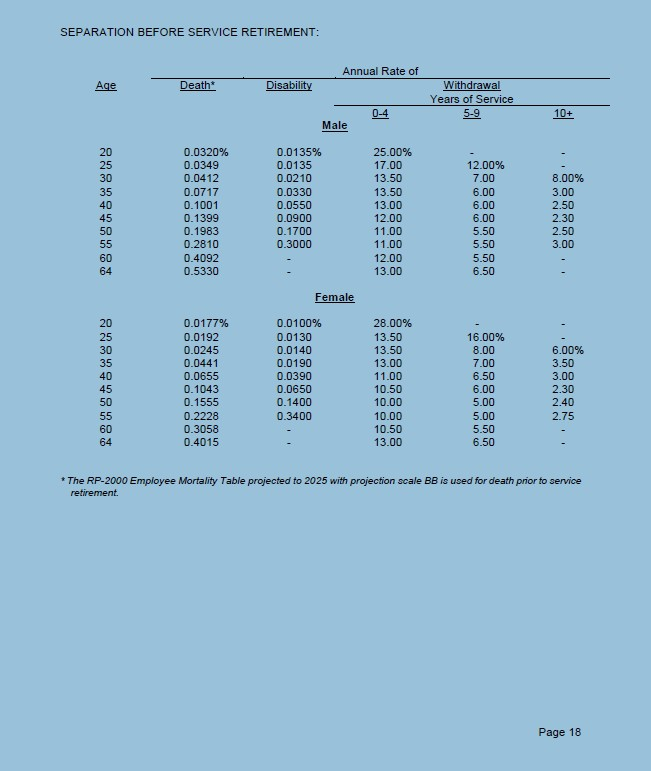 SEPARATION BEFORE SERVICE RETIREMENT:
Annual Rate of
Age Death* Disability Withdrawal
Years of Service
0-4 5-9 10+
Male
20 0.0320% 0.0135% 25.00% - -
25 0.0349 0.0135 17.00 12.00% -
30 0.0412 0.0210 13.50 7.00 8.00%
35 0.0717 0.0330 13.50 6.00 3.00
40 0.1001 0.0550 13.00 6.00 2.50
45 0.1399 0.0900 12.00 6.00 2.30
50 0.1983 0.1700 11.00 5.50 2.50
55 0.2810 0.3000 11.00 5.50 3.00
60 0.4092 - 12.00 5.50 -
64 0.5330 - 13.00 6.50 -
Female
20 0.0177% 0.0100% 28.00% - -
25 0.0192 0.0130 13.50 16.00% -
30 0.0245 0.0140 13.50 8.00 6.00%
35 0.0441 0.0190 13.00 7.00 3.50
40 0.0655 0.0390 11.00 6.50 3.00
45 0.1043 0.0650 10.50 6.00 2.30
50 0.1555 0.1400 10.00 5.00 2.40
55 0.2228 0.3400 10.00 5.00 2.75
60 0.3058 - 10.50 5.50 -
64 0.4015 - 13.00 6.50 -
* The RP-2000 Employee Mortality Table projected to 2025 with projection scale BB is used for death prior to service
retirement.
Page 18